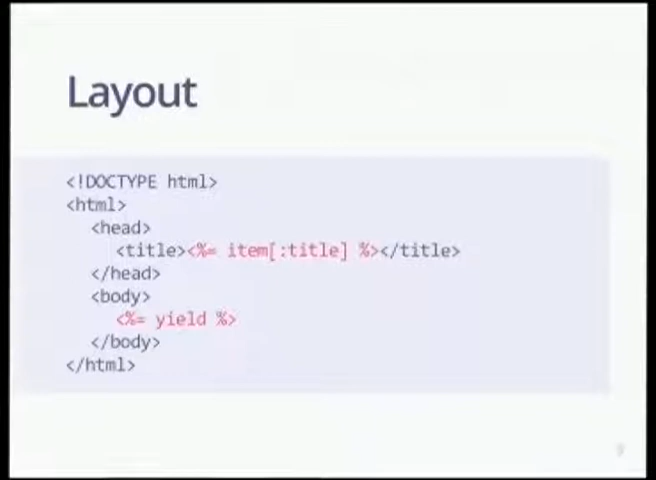 Layout
<!DOCTYPE html>
<html>
<head>
<title><%= item[:title] %></title>
</head>
<body>
<%= yield %>
</body>
</html>